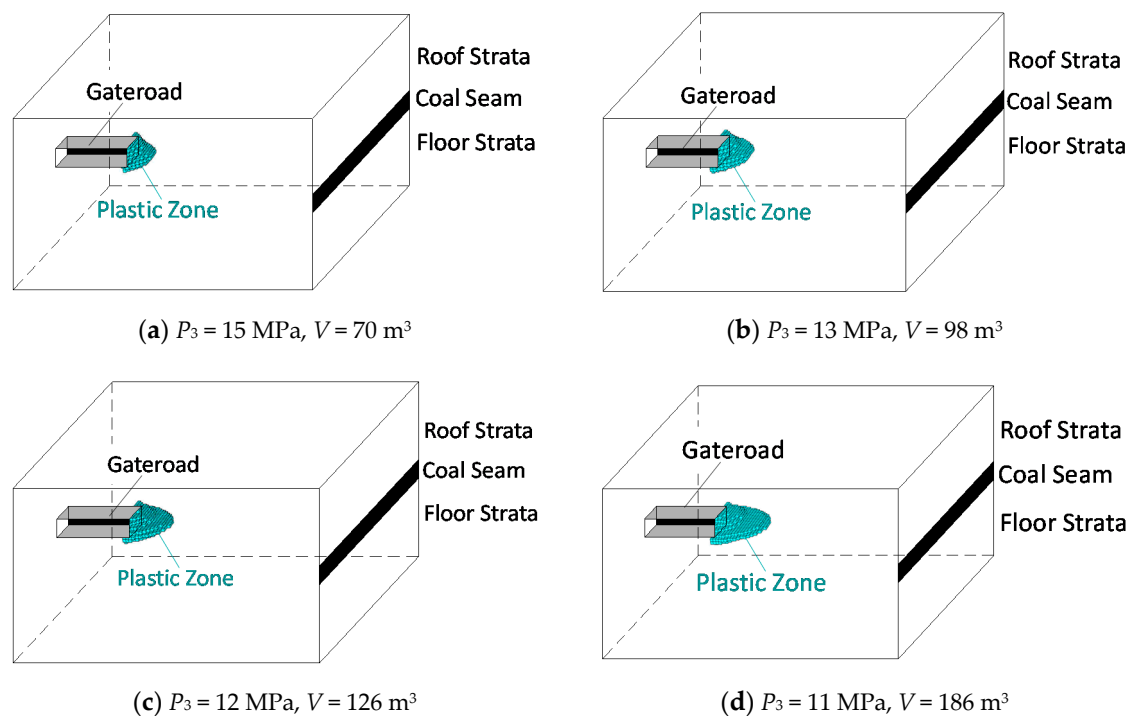 Roof Strata
Gateroad
Coal Seam
Floor Strata
Plastic Zone
(a) P₃ = 15 MPa, V = 70 m³
Roof Strata
Gateroad
Coal Seam
Floor Strata
Plastic Zone
(b) P₃ = 13 MPa, V = 98 m³
Roof Strata
Gateroad
Coal Seam
Floor Strata
Plastic Zone
(c) P₃ = 12 MPa, V = 126 m³
Roof Strata
Gateroad
Coal Seam
Floor Strata
Plastic Zone
(d) P₃ = 11 MPa, V = 186 m³